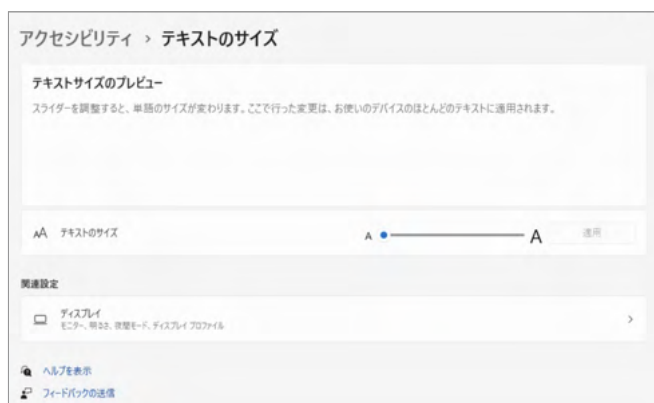 アクセシビリティ › テキストのサイズ
テキストサイズのプレビュー
スライダーを調整すると、単語のサイズが変わります。ここで行った変更は、お使いのデバイスのほとんどのテキストに適用されます。
AA テキストのサイズ A A 適用
関連設定
ディスプレイ
モニター、明るさ、夜間モード、ディスプレイ プロファイル
ヘルプを表示
フィードバックの送信